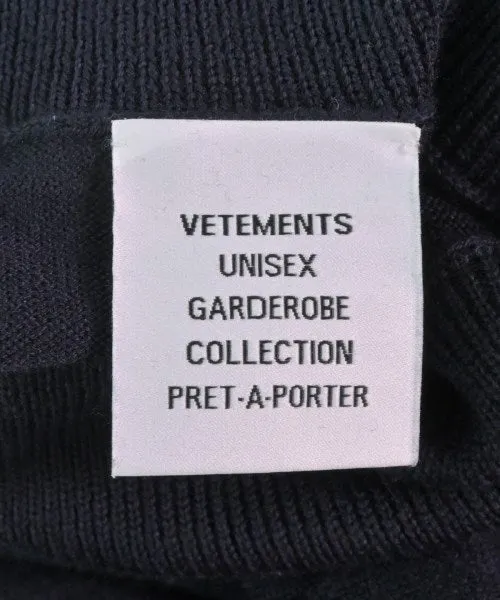 VETEMENTS
UNISEX
GARDEROBE
COLLECTION
PRET-A-PORTER